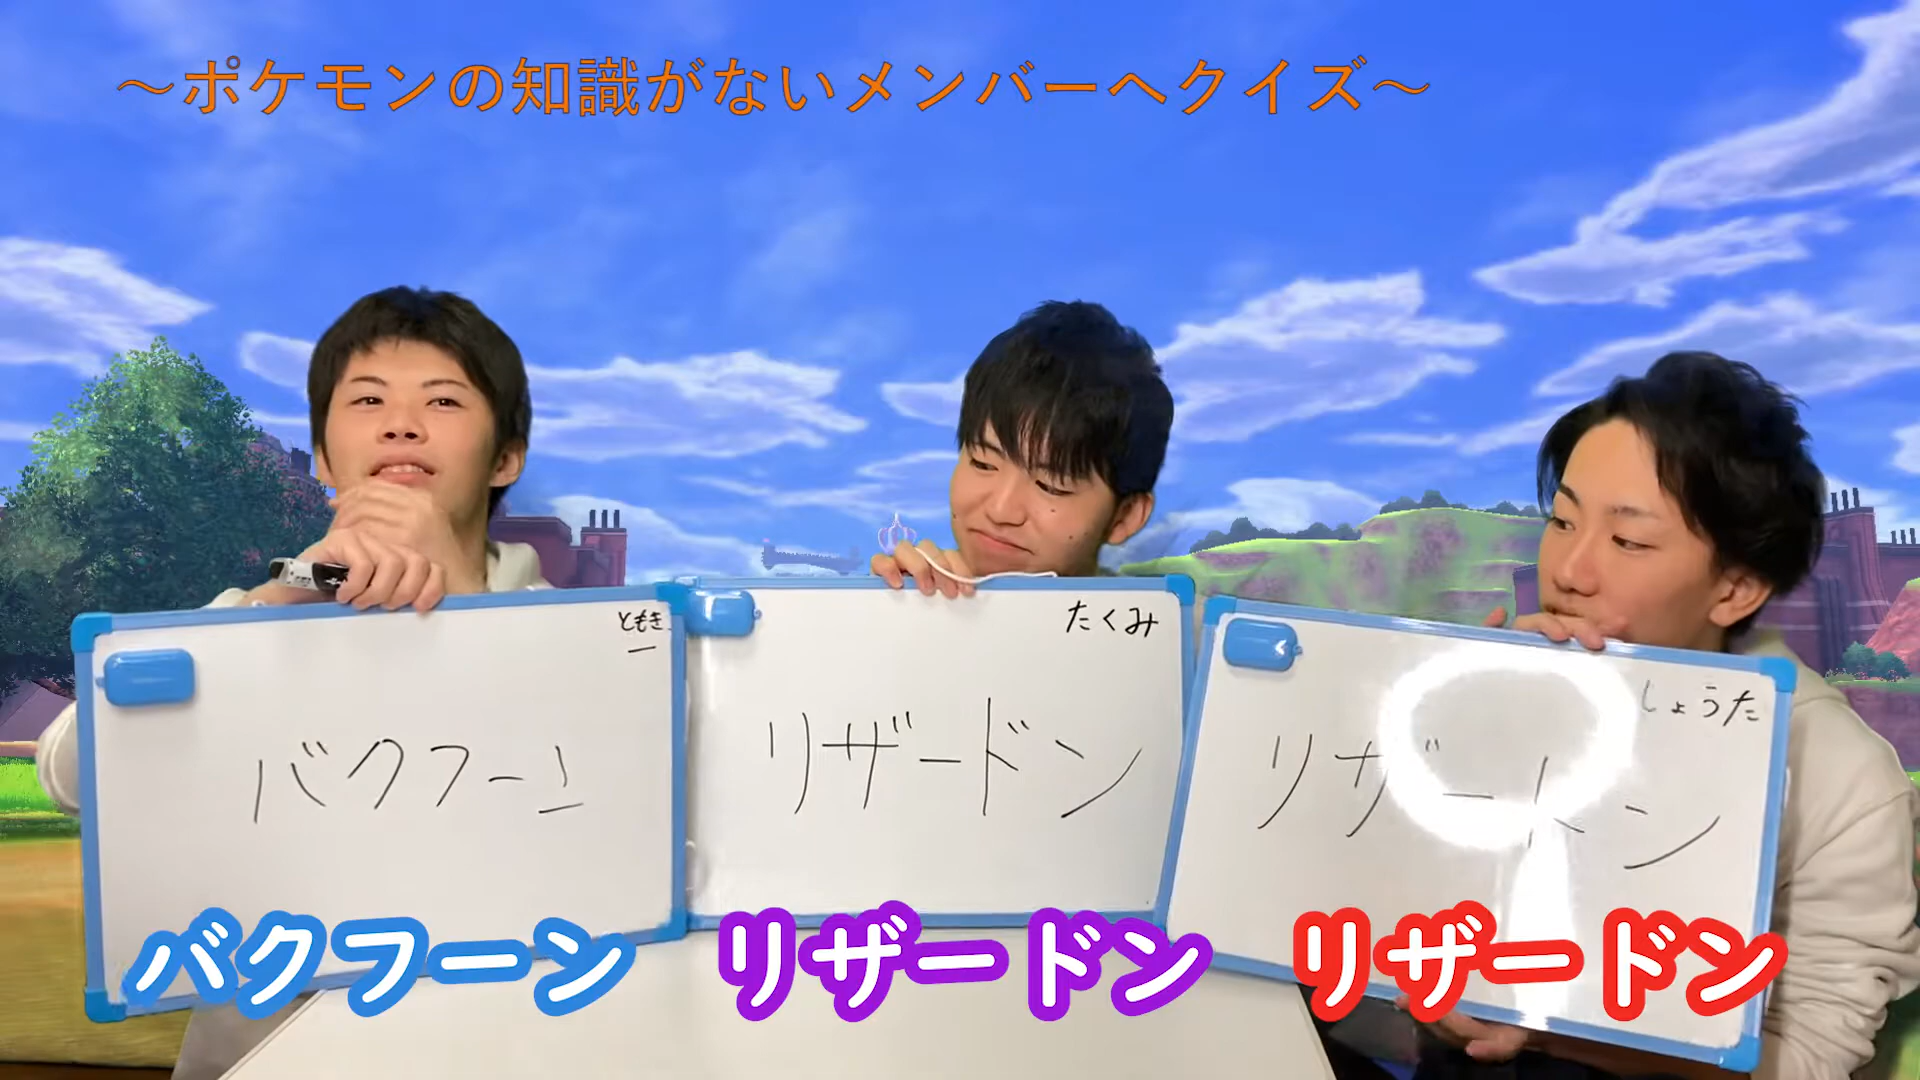 ～ポケモンの知識がないメンバーへクイズ～
ともき
バクフーン
たくみ
リザードン
しょうた
リザードン
バクフーン
リザードン
リザードン